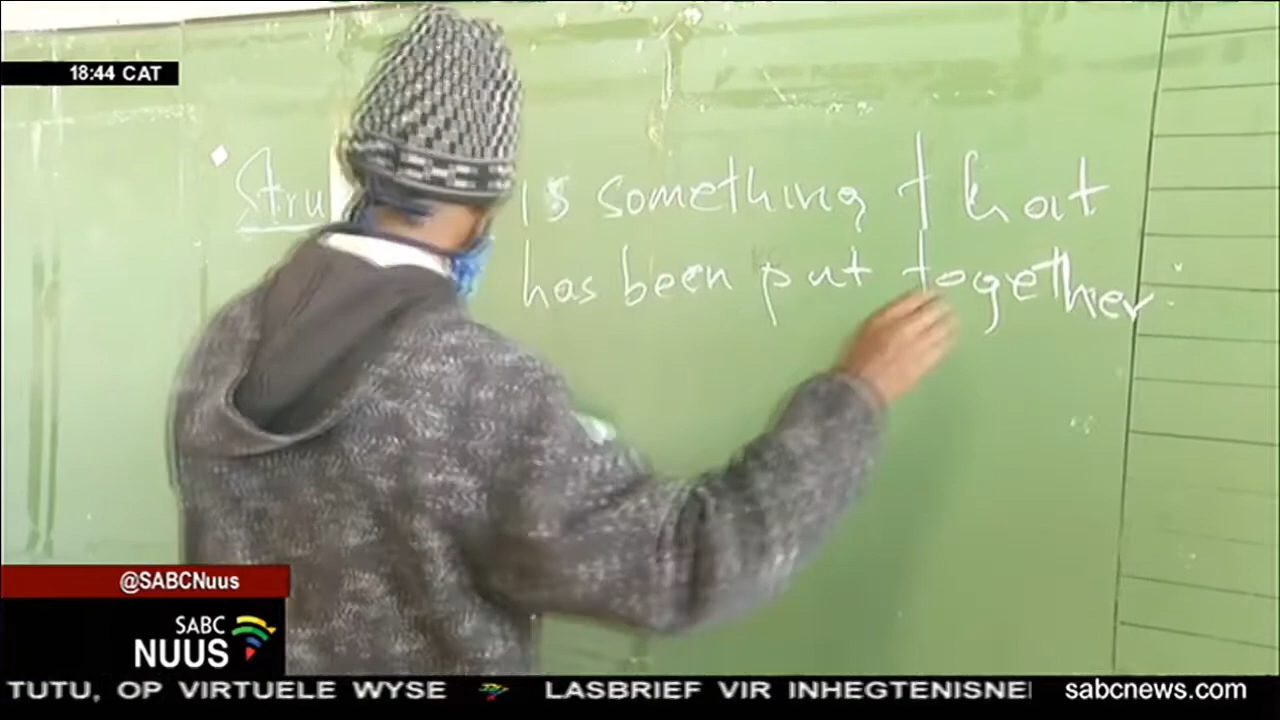 18:44 CAT
Stru is something that
has been put together.
@SABCNuus
SABC
NUUS
TUTU, OP VIRTUELE WYSE LASBRIEF VIR INHEGTENISNE sabcnews.com